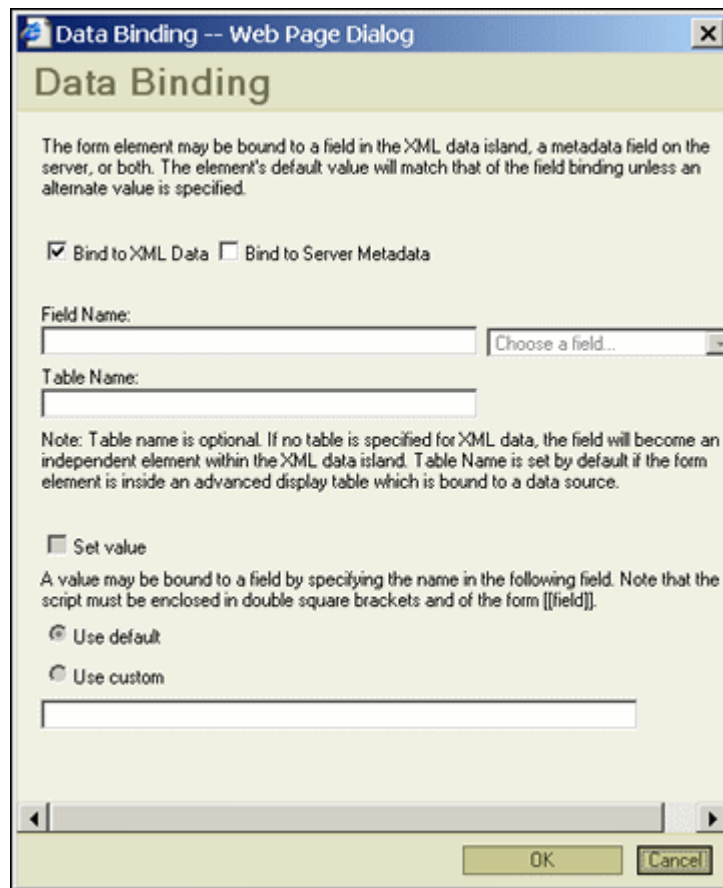 Data Binding -- Web Page Dialog
Data Binding
The form element may be bound to a field in the XML data island, a metadata field on the
server, or both. The element's default value will match that of the field binding unless an
alternate value is specified.
Bind to XML Data Bind to Server Metadata
Field Name:
Choose a field...
Table Name:
Note: Table name is optional. If no table is specified for XML data, the field will become an
independent element within the XML data island. Table Name is set by default if the form
element is inside an advanced display table which is bound to a data source.
Set value
A value may be bound to a field by specifying the name in the following field. Note that the
script must be enclosed in double square brackets and of the form [[field]].
Use default
Use custom
OK Cancel